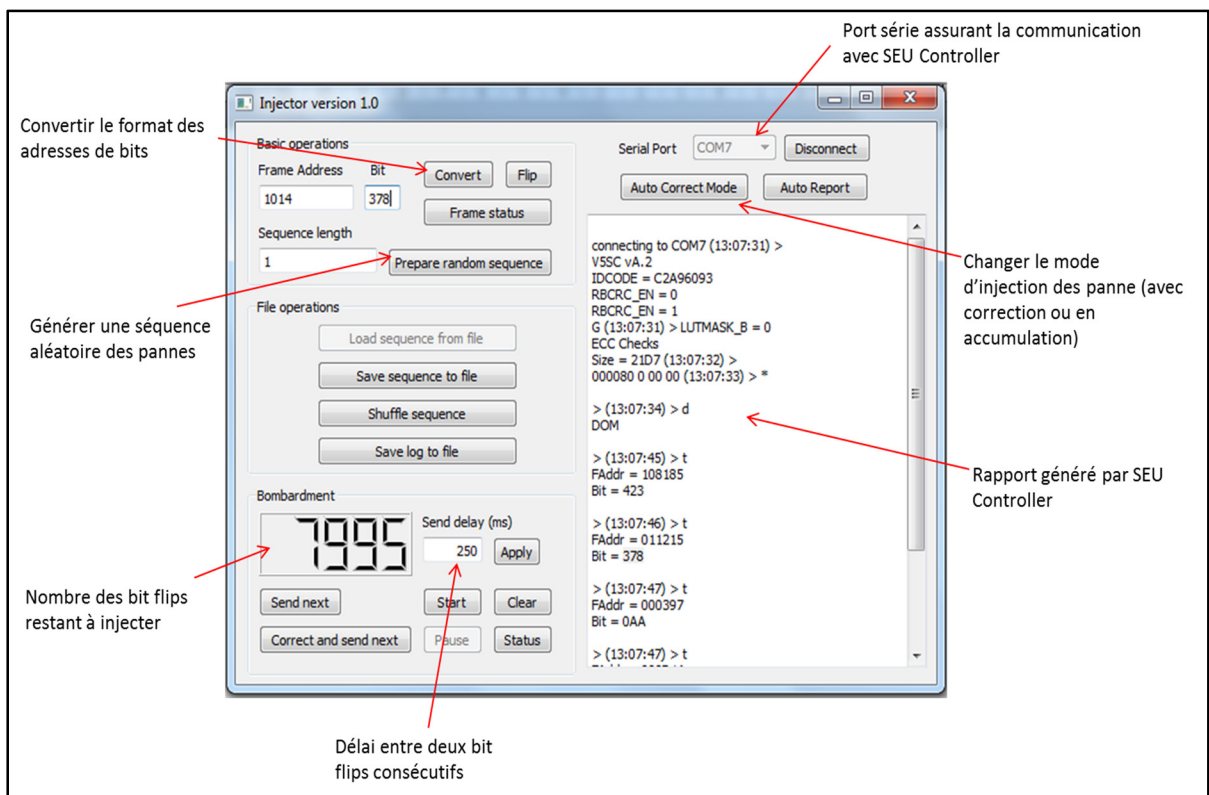 Port série assurant la communication
avec SEU Controller
Injector version 1.0
Convertir le format des
adresses de bits
Basic operations
Frame Address
Bit
Convert
Flip
1014
378
Frame status
Sequence length
1
Prepare random sequence
Serial Port
COM7
Disconnect
Auto Correct Mode
Auto Report
Changer le mode
d'injection des panne (avec
correction ou en
accumulation)
Générer une séquence
aléatoire des pannes
File operations
Load sequence from file
Save sequence to file
Shuffle sequence
Save log to file
connecting to COM7 (13:07:31) >
V5SC vA.2
IDCODE = C2A96093
RBCRC_EN = 0
RBCRC_EN = 1
G (13:07:31) > LUTMASK_B = 0
ECC Checks
Size = 21D7 (13:07:32) >
000080 0 00 00 (13:07:33) > *
> (13:07:34) > d
DOM
> (13:07:45) > t
FAddr = 108185
Bit = 423
> (13:07:46) > t
FAddr = 011215
Bit = 378
> (13:07:47) > t
FAddr = 000397
Bit = 0AA
> (13:07:47) > t
Rapport généré par SEU
Controller
Bombardment
7995
Send delay (ms)
250
Apply
Send next
Start
Clear
Correct and send next
Pause
Status
Nombre des bit flips
restant à injecter
Délai entre deux bit
flips consécutifs